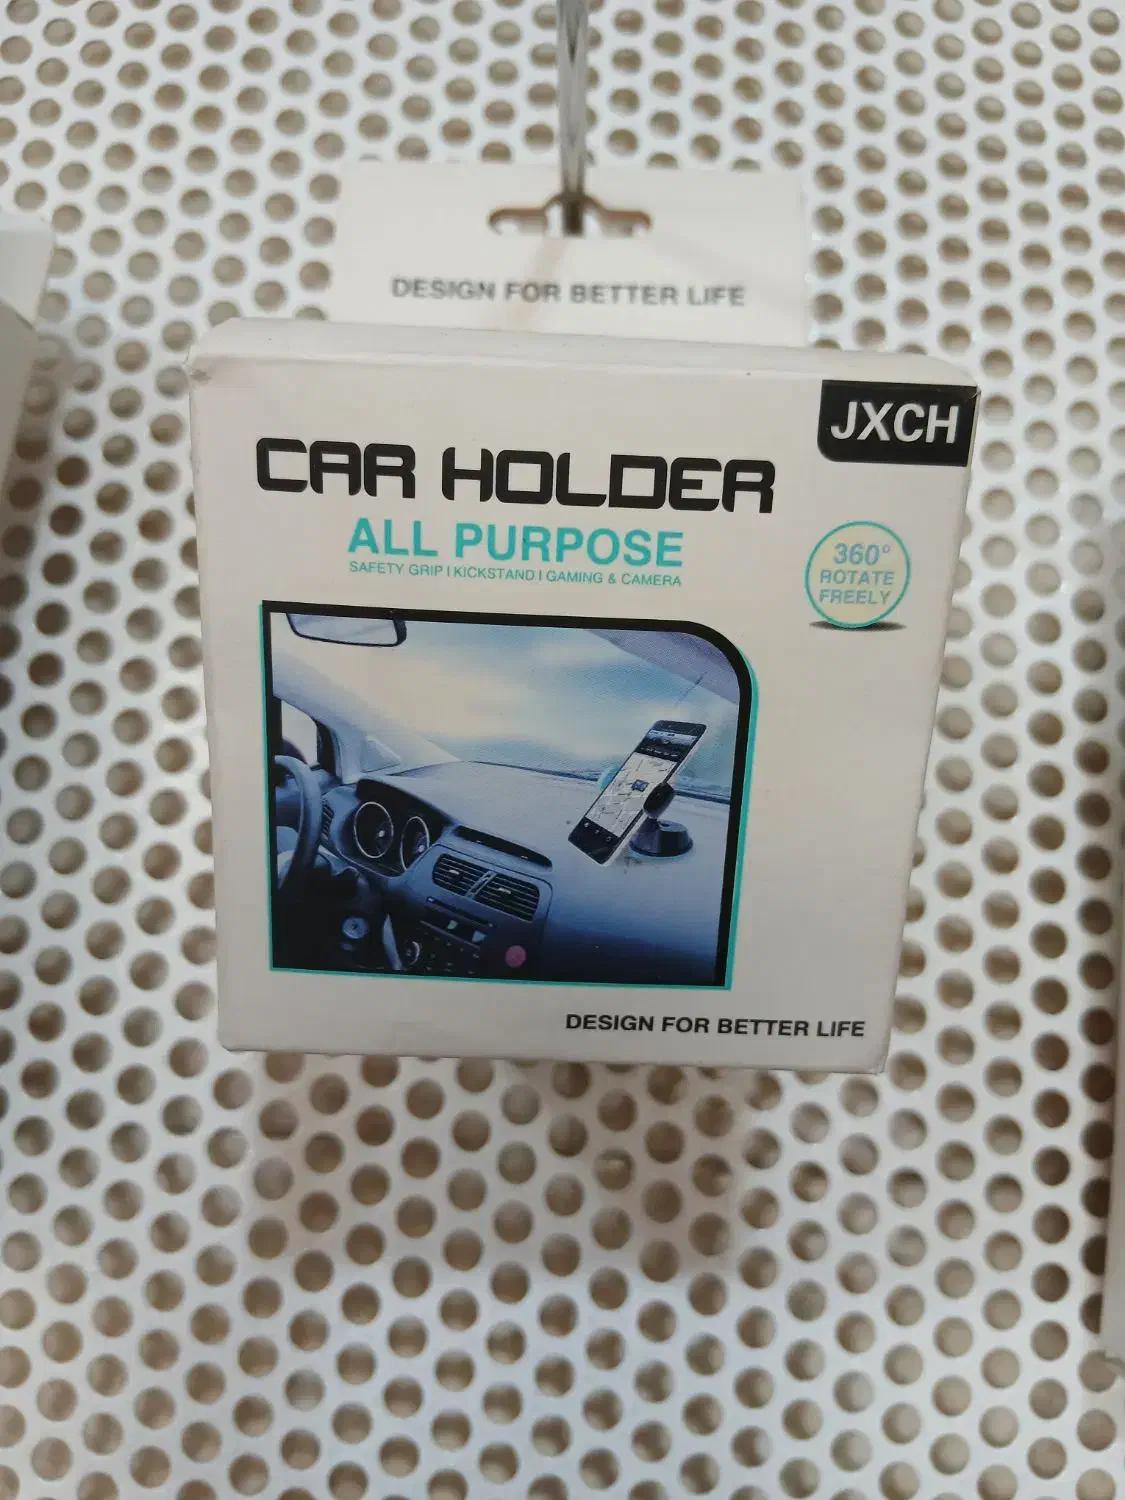 DESIGN FOR BETTER LIFE
JXCH
CAR HOLDER
ALL PURPOSE
SAFETY GRIP | KICKSTAND | GAMING & CAMERA
360°
ROTATE
FREELY
DESIGN FOR BETTER LIFE